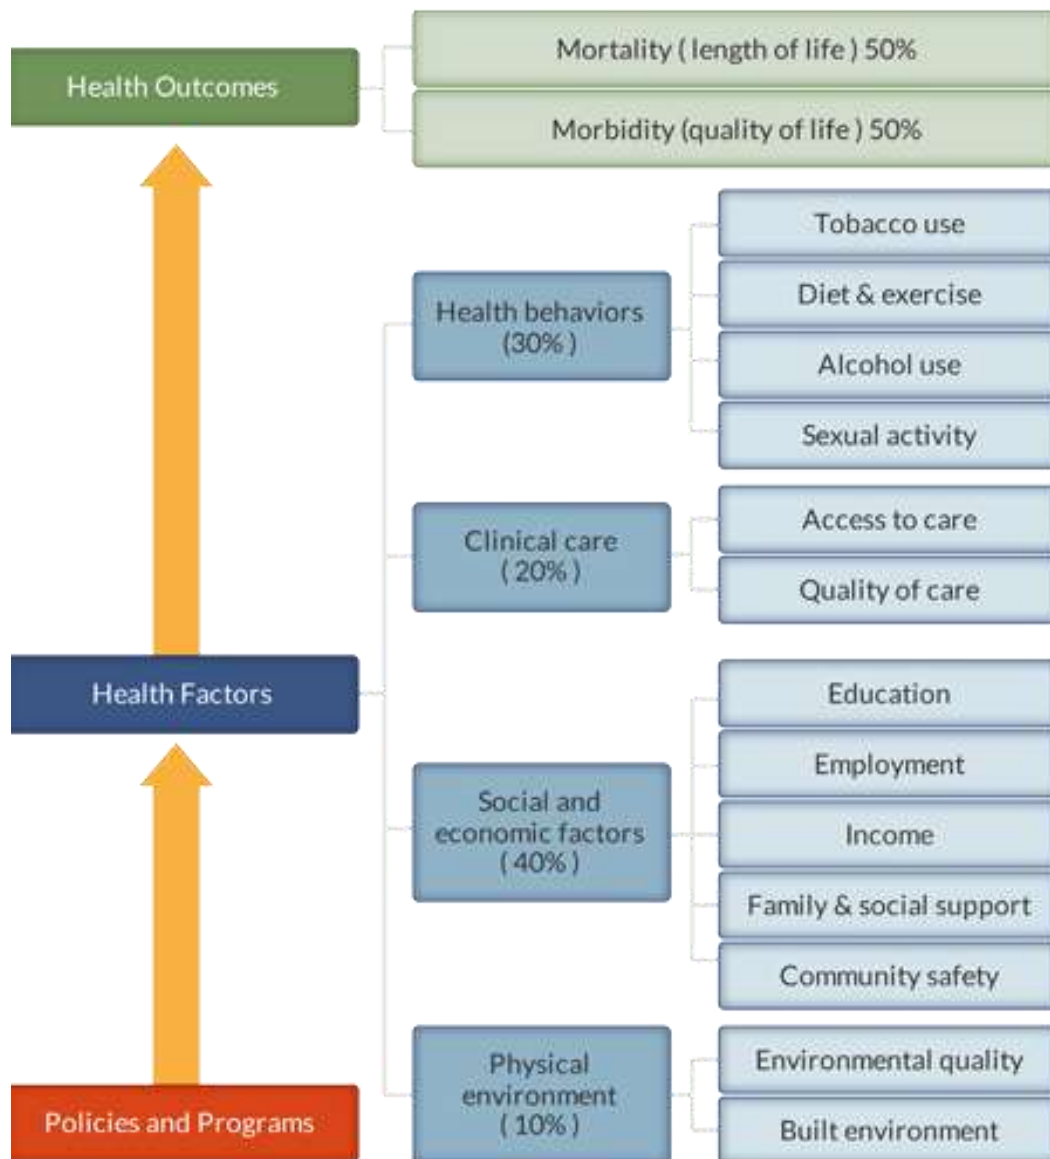 Health Outcomes
Mortality ( length of life ) 50%
Morbidity (quality of life ) 50%
Health behaviors
(30% )
Tobacco use
Diet & exercise
Alcohol use
Sexual activity
Clinical care
( 20% )
Access to care
Quality of care
Health Factors
Social and
economic factors
( 40% )
Education
Employment
Income
Family & social support
Community safety
Physical
environment
( 10% )
Environmental quality
Built environment
Policies and Programs